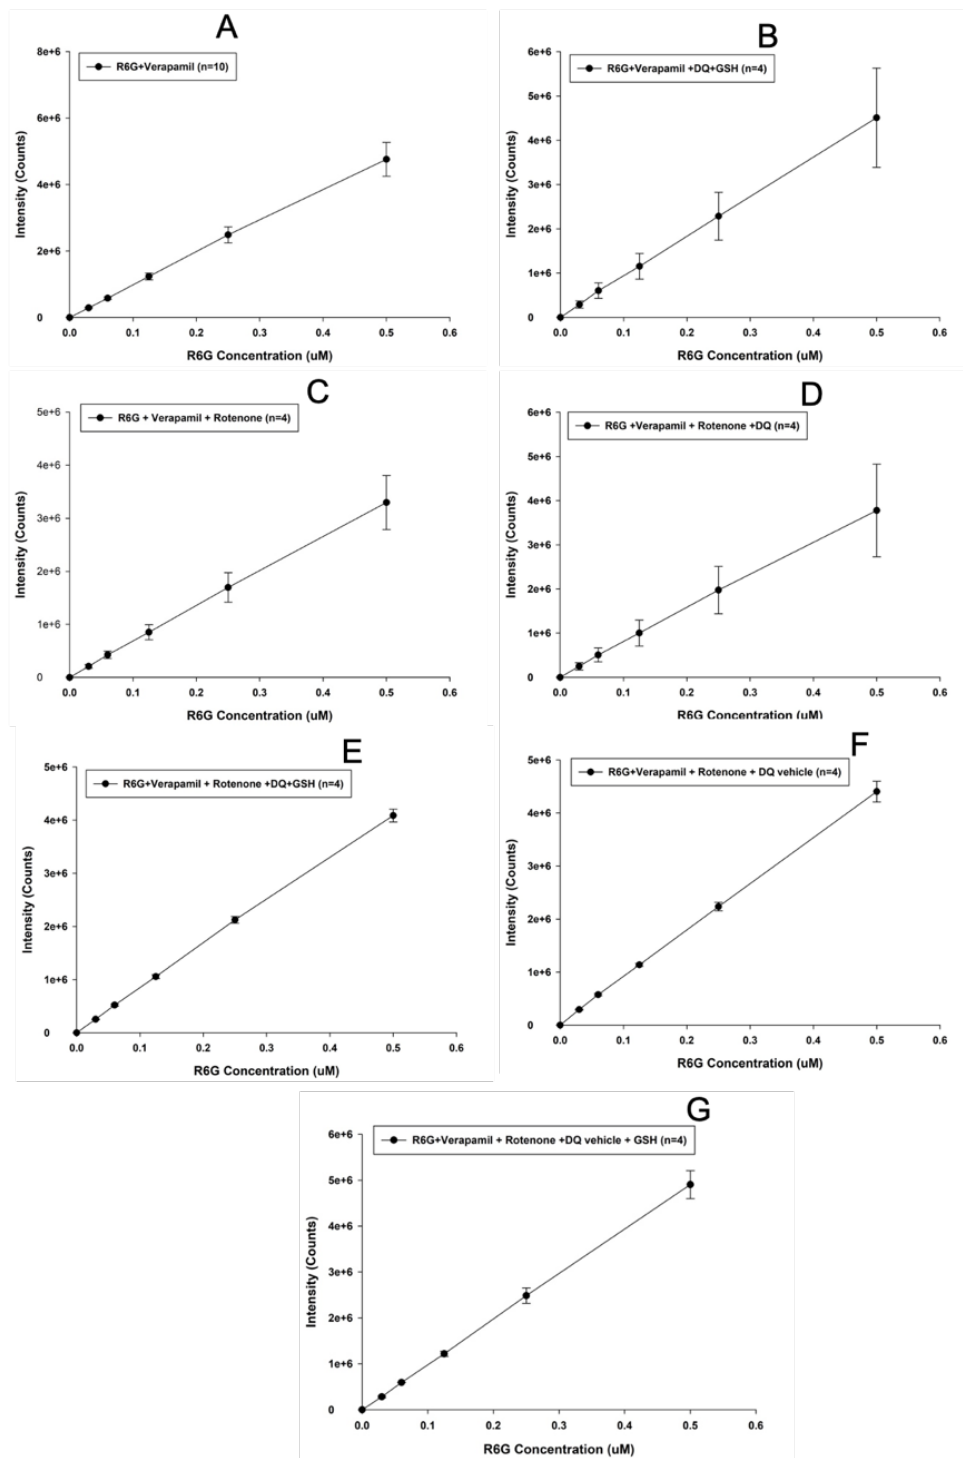 A
8e+6
R6G+Verapamil (n=10)
6e+6
4e+6
2e+6
0
Intensity (Counts)
0.0 0.1 0.2 0.3 0.4 0.5 0.6
R6G Concentration (uM)
B
6e+6
R6G+Verapamil +DQ+GSH (n=4)
5e+6
4e+6
3e+6
2e+6
1e+6
0
Intensity (Counts)
0.0 0.1 0.2 0.3 0.4 0.5 0.6
R6G Concentration (uM)
C
5e+6
R6G + Verapamil + Rotenone (n=4)
4e+6
3e+6
2e+6
1e+6
0
Intensity (Counts)
0.0 0.1 0.2 0.3 0.4 0.5 0.6
R6G Concentration (uM)
D
6e+6
R6G +Verapamil + Rotenone +DQ (n=4)
5e+6
4e+6
3e+6
2e+6
1e+6
0
Intensity (Counts)
0.0 0.1 0.2 0.3 0.4 0.5 0.6
R6G Concentration (uM)
E
5e+6
R6G+Verapamil + Rotenone +DQ+GSH (n=4)
4e+6
3e+6
2e+6
1e+6
0
Intensity (Counts)
0.0 0.1 0.2 0.3 0.4 0.5 0.6
R6G Concentration (uM)
F
5e+6
R6G+Verapamil + Rotenone + DQ vehicle (n=4)
4e+6
3e+6
2e+6
1e+6
0
Intensity (Counts)
0.0 0.1 0.2 0.3 0.4 0.5 0.6
R6G Concentration (uM)
G
6e+6
R6G+Verapamil + Rotenone +DQ vehicle + GSH (n=4)
5e+6
4e+6
3e+6
2e+6
1e+6
0
Intensity (Counts)
0.0 0.1 0.2 0.3 0.4 0.5 0.6
R6G Concentration (uM)